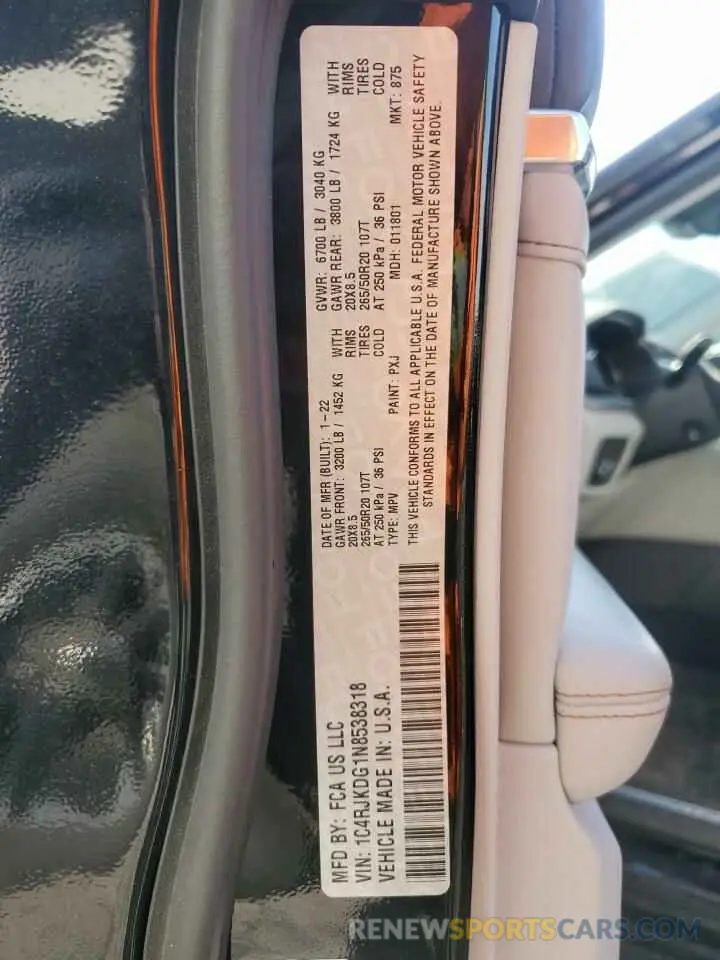 MFD BY: FCA US LLC
VIN: 1C4RJKDG1N8538318
VEHICLE MADE IN: U.S.A.
DATE OF MFR (BUILT): 1-22 GVWR: 6700 LB / 3040 KG
GAWR FRONT: 3200 LB / 1452 KG WITH GAWR REAR: 3800 LB / 1724 KG WITH
20X8.5 RIMS 20X8.5 RIMS
265/50R20 107T TIRES 265/50R20 107T TIRES
AT 250 kPa / 36 PSI COLD AT 250 kPa / 36 PSI COLD
TYPE: MPV PAINT: PXJ MDH: 011801 MKT: 875
THIS VEHICLE CONFORMS TO ALL APPLICABLE U.S.A. FEDERAL MOTOR VEHICLE SAFETY
STANDARDS IN EFFECT ON THE DATE OF MANUFACTURE SHOWN ABOVE.
RENEWSPORTSCARS.COM